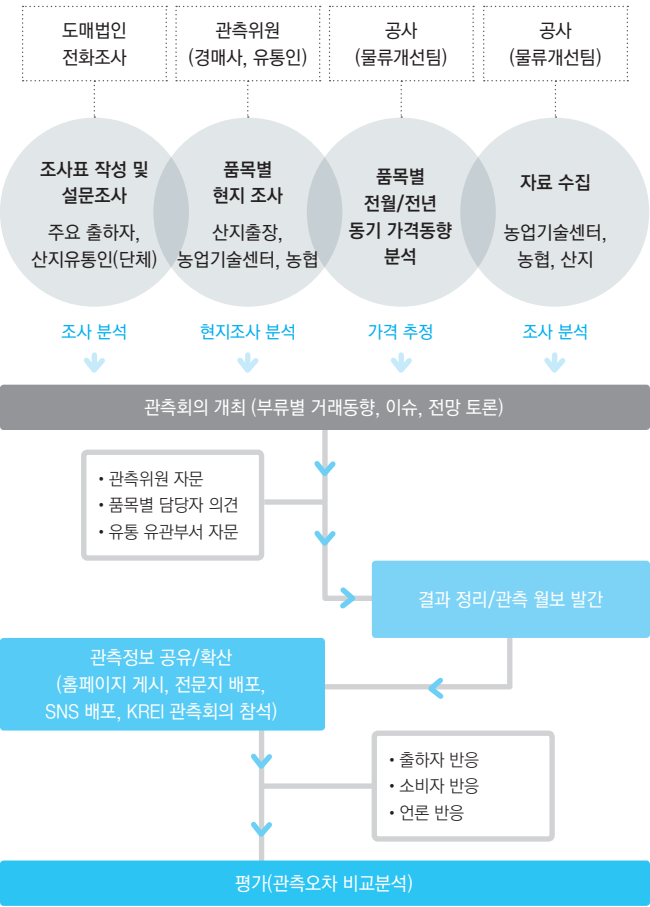 도매법인
전화조사
관측위원
(경매사, 유통인)
공사
(물류개선팀)
공사
(물류개선팀)
조사표 작성 및
설문조사
주요 출하자,
산지유통인(단체)
품목별
현지 조사
산지출장,
농업기술센터, 농협
품목별
전월/전년
동기 가격동향
분석
자료 수집
농업기술센터,
농협, 산지
조사 분석
현지조사 분석
가격 추정
조사 분석
관측회의 개최 (부류별 거래동향, 이슈, 전망 토론)
• 관측위원 자문
• 품목별 담당자 의견
• 유통 유관부서 자문
결과 정리/관측 월보 발간
관측정보 공유/확산
(홈페이지 게시, 전문지 배포,
SNS 배포, KREI 관측회의 참석)
• 출하자 반응
• 소비자 반응
• 언론 반응
평가(관측오차 비교분석)